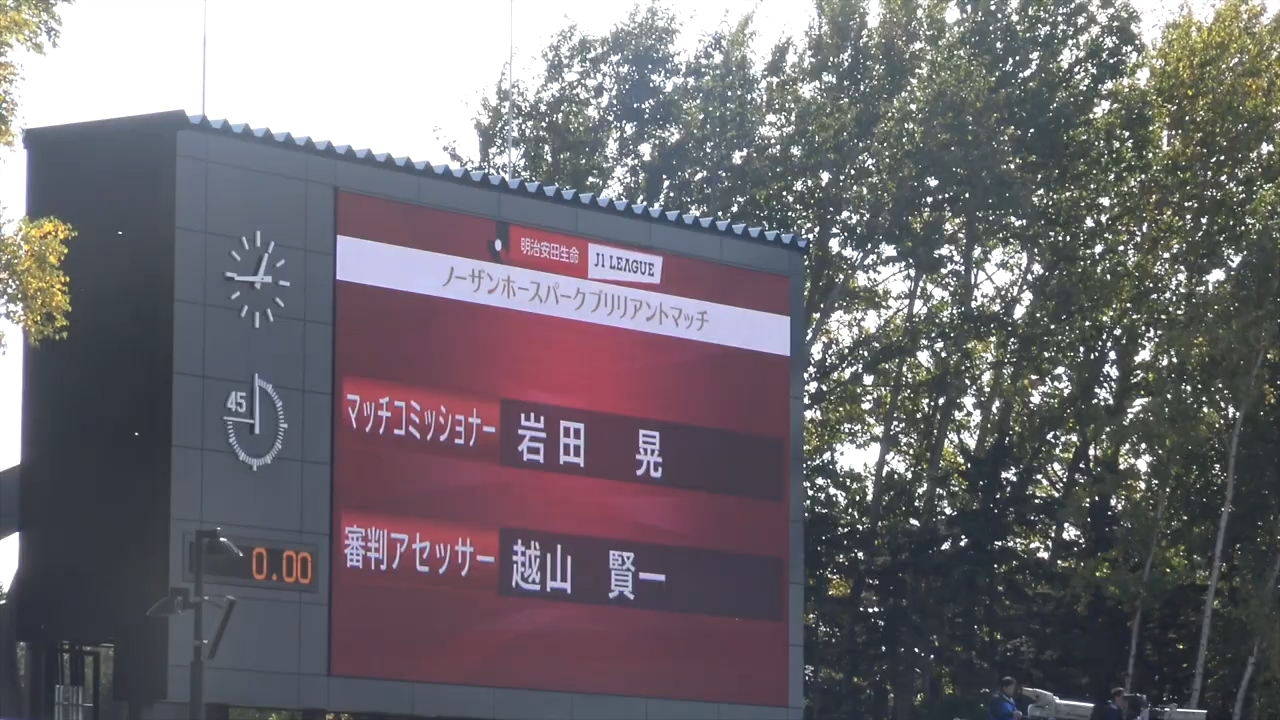 明治安田生命 J1 LEAGUE
ノーザンホースパークブリリアントマッチ
マッチコミッショナー 岩田 晃
45
審判アセッサー 越山 賢一
0.00